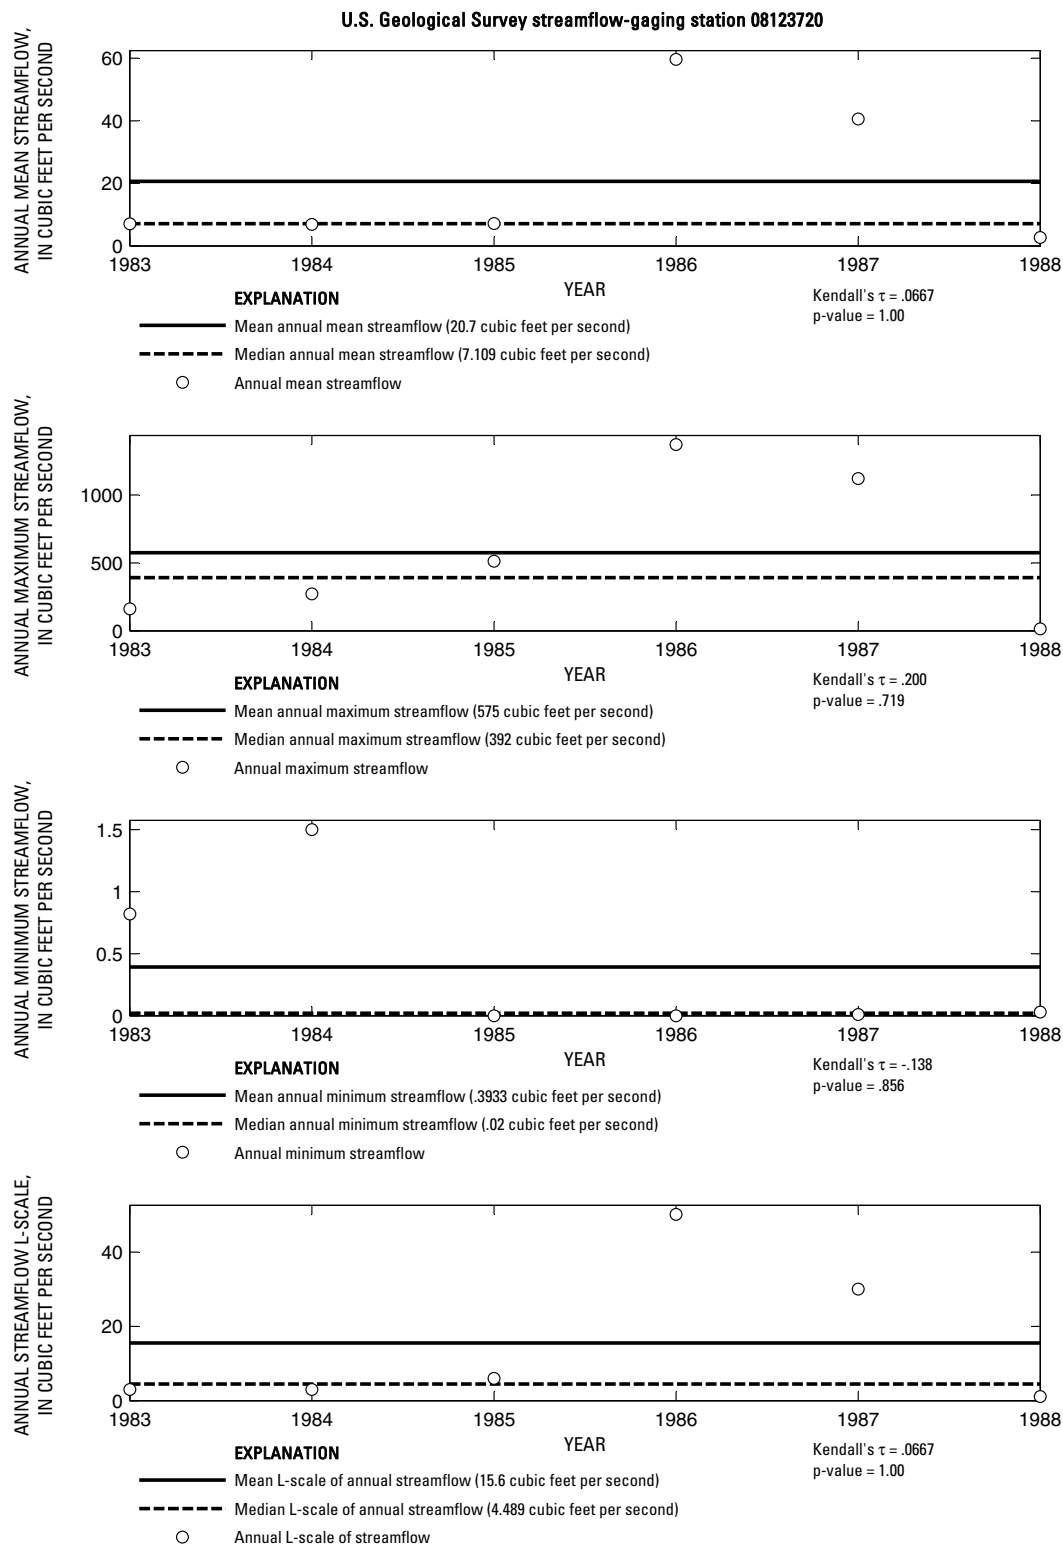 U.S. Geological Survey streamflow-gaging station 08123720
ANNUAL MEAN STREAMFLOW,
IN CUBIC FEET PER SECOND
60
40
20
0
1983 1984 1985 1986 1987 1988
YEAR
Kendall's τ = .0667
p-value = 1.00
EXPLANATION
Mean annual mean streamflow (20.7 cubic feet per second)
Median annual mean streamflow (7.109 cubic feet per second)
Annual mean streamflow
ANNUAL MAXIMUM STREAMFLOW,
IN CUBIC FEET PER SECOND
1000
500
0
1983 1984 1985 1986 1987 1988
YEAR
Kendall's τ = .200
p-value = .719
EXPLANATION
Mean annual maximum streamflow (575 cubic feet per second)
Median annual maximum streamflow (392 cubic feet per second)
Annual maximum streamflow
ANNUAL MINIMUM STREAMFLOW,
IN CUBIC FEET PER SECOND
1.5
1
0.5
0
1983 1984 1985 1986 1987 1988
YEAR
Kendall's τ = -.138
p-value = .856
EXPLANATION
Mean annual minimum streamflow (.3933 cubic feet per second)
Median annual minimum streamflow (.02 cubic feet per second)
Annual minimum streamflow
ANNUAL STREAMFLOW L-SCALE,
IN CUBIC FEET PER SECOND
40
20
0
1983 1984 1985 1986 1987 1988
YEAR
Kendall's τ = .0667
p-value = 1.00
EXPLANATION
Mean L-scale of annual streamflow (15.6 cubic feet per second)
Median L-scale of annual streamflow (4.489 cubic feet per second)
Annual L-scale of streamflow